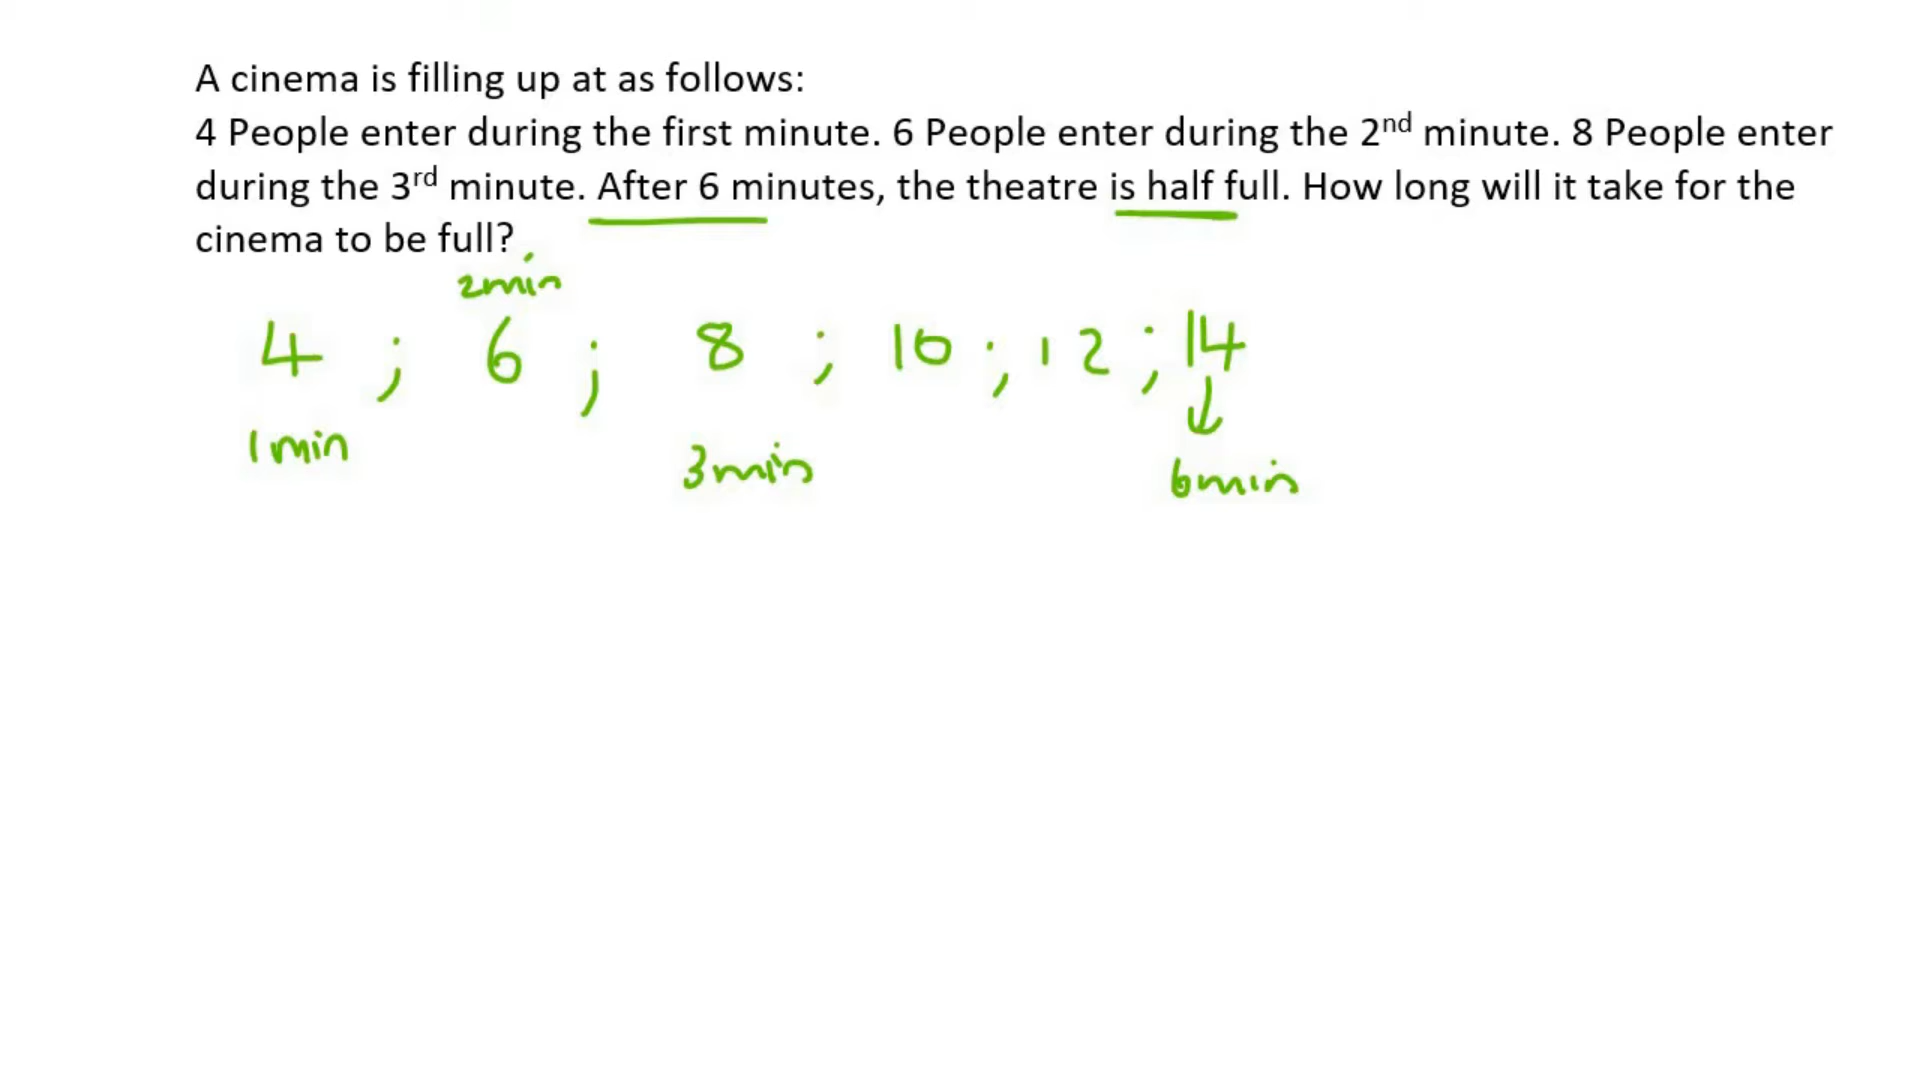 A cinema is filling up at as follows:
4 People enter during the first minute. 6 People enter during the 2nd minute. 8 People enter
during the 3rd minute. After 6 minutes, the theatre is half full. How long will it take for the
cinema to be full?
2min
4 ; 6 ; 8 ; 10 ; 12 ; 14
1min 3min 6min